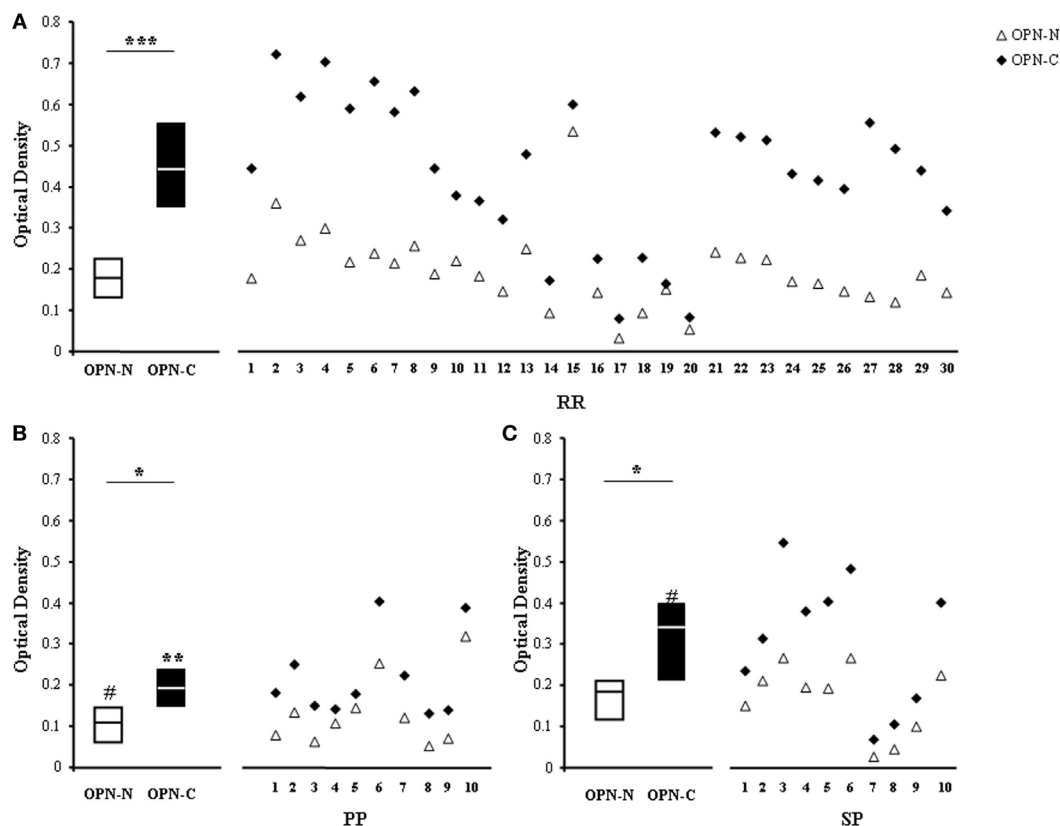 A
0.8
0.7
0.6
0.5
0.4
0.3
0.2
0.1
0
Optical Density
***
OPN-N OPN-C
1 2 3 4 5 6 7 8 9 10 11 12 13 14 15 16 17 18 19 20 21 22 23 24 25 26 27 28 29 30
RR
OPN-N
OPN-C
B
0.8
0.7
0.6
0.5
0.4
0.3
0.2
0.1
0
Optical Density
*
#
**
OPN-N OPN-C
1 2 3 4 5 6 7 8 9 10
PP
C
0.8
0.7
0.6
0.5
0.4
0.3
0.2
0.1
0
Optical Density
*
#
OPN-N OPN-C
1 2 3 4 5 6 7 8 9 10
SP